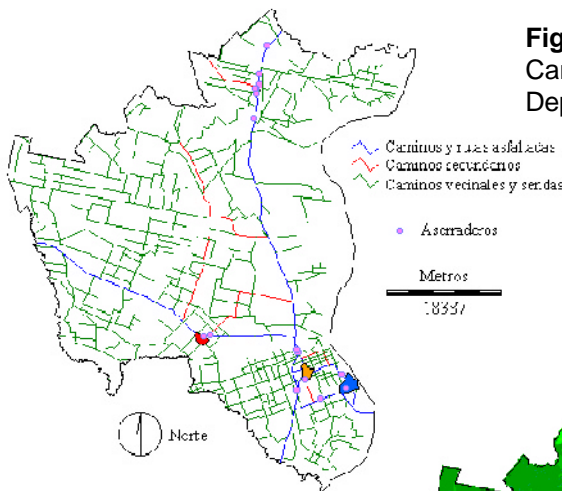 Fig
Car
Dep
Caminos y rutas asfaltadas
Caminos secundarios
Caminos vecinales y sendas
Aserraderos
Metros
18337
Norte